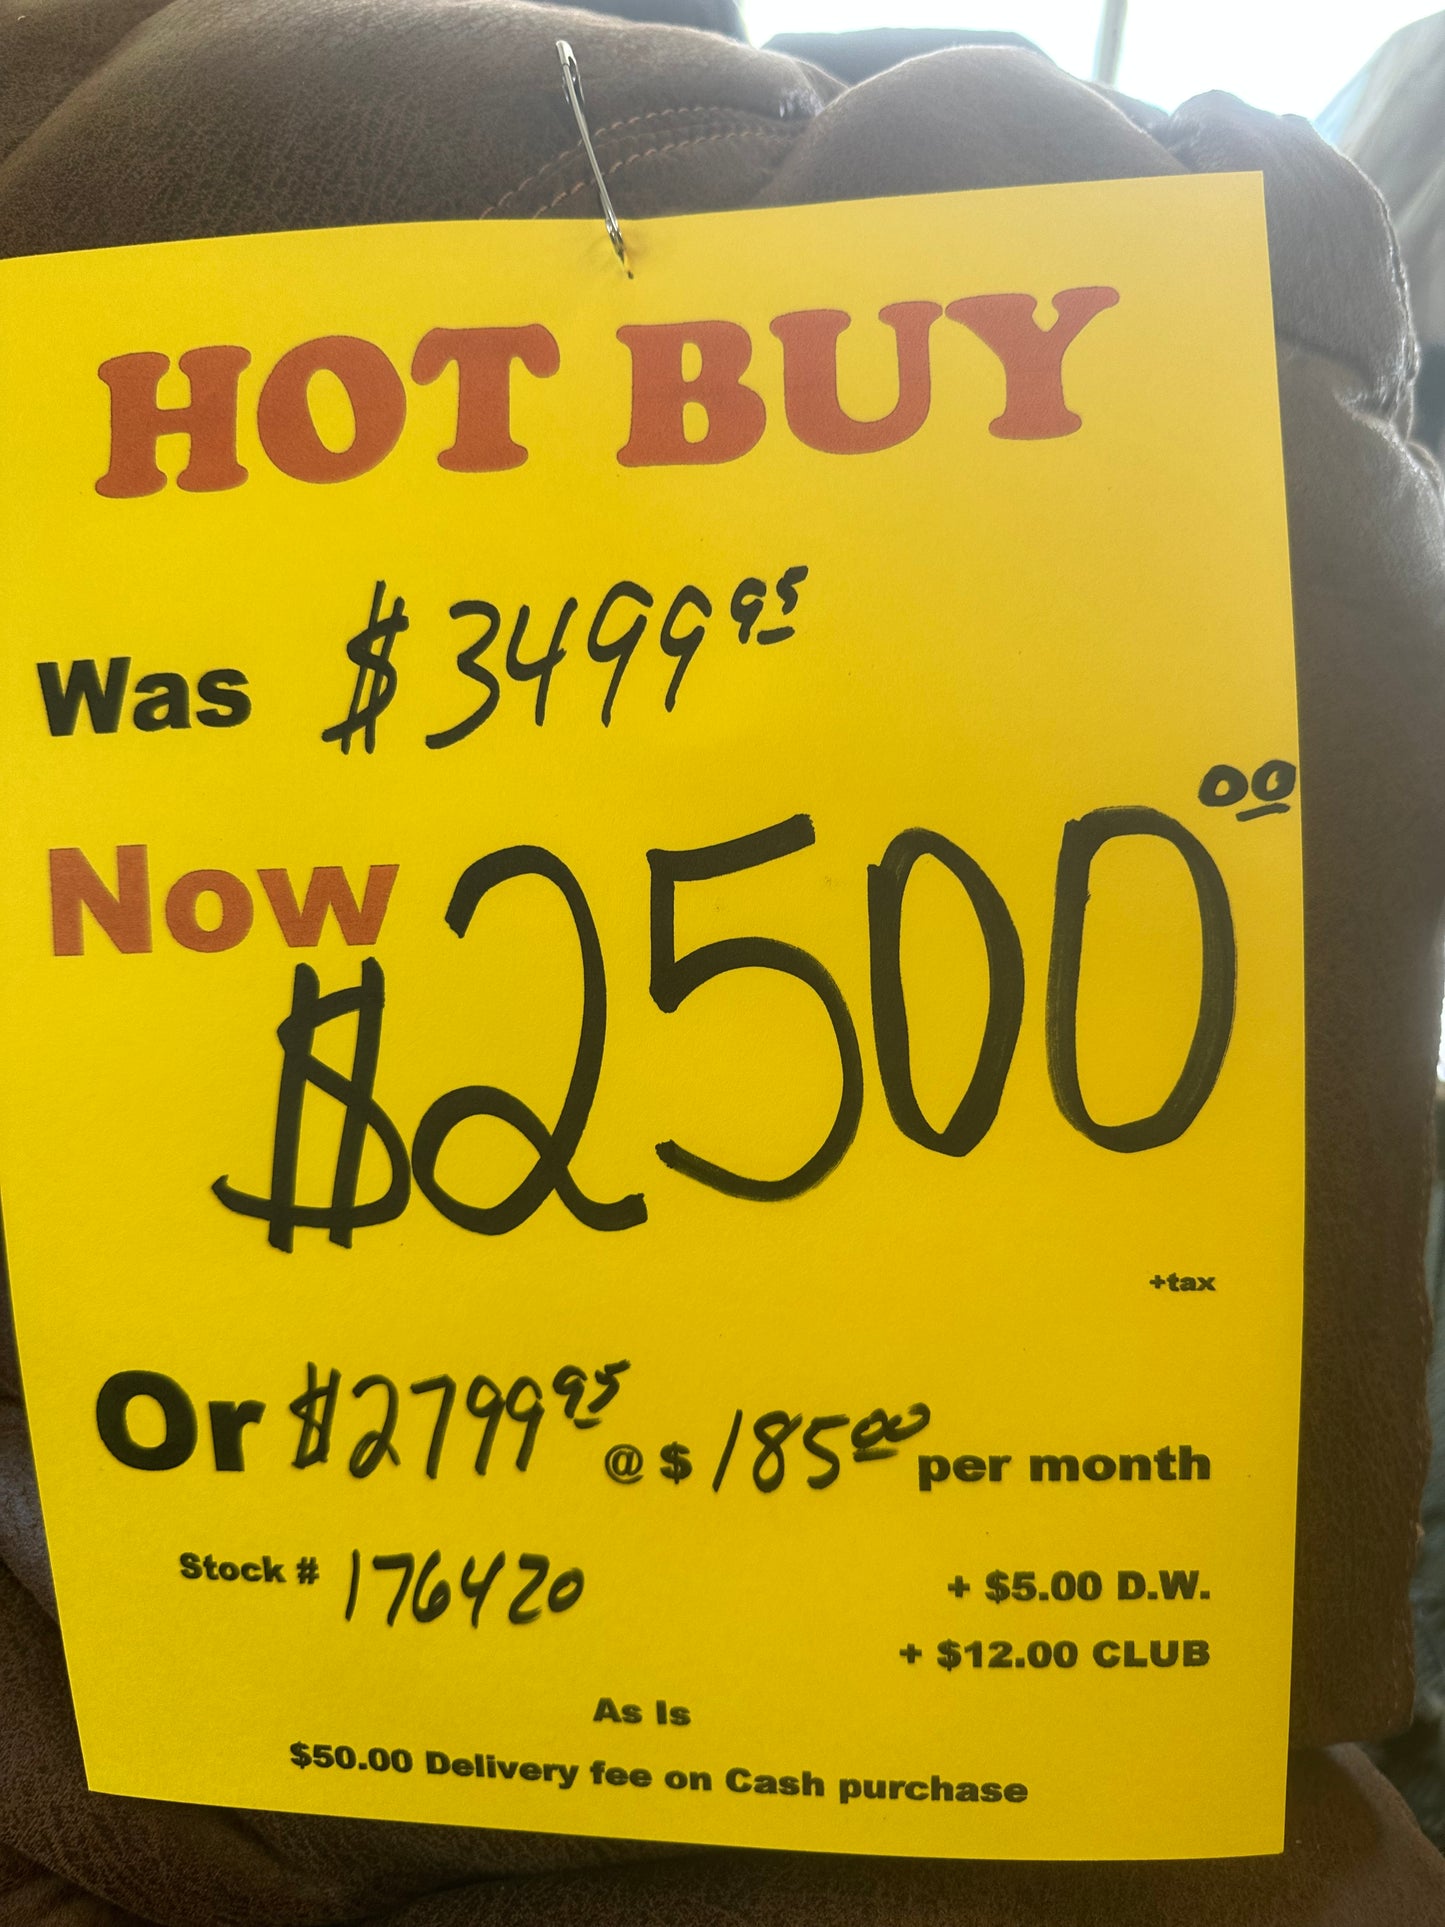 HOT BUY
Was $3499.95
Now $2500.00
+tax
Or $2799.95 @ $185.00 per month
Stock # 176420
+ $5.00 D.W.
+ $12.00 CLUB
As Is
$50.00 Delivery fee on Cash purchase